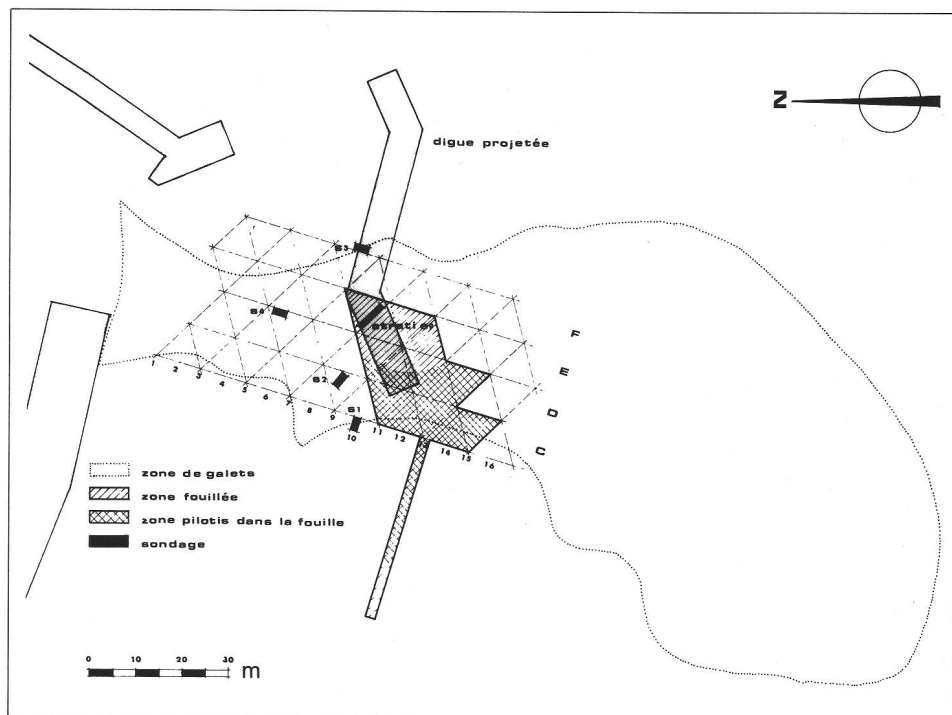 N
digue projetée
S3
S4
stratigr
S2
S1
1 2 3 4 5 6 7 8 9 10 11 12 13 14 15 16
F
E
D
C
zone de galets
zone fouillée
zone pilotis dans la fouille
sondage
0 10 20 30 m